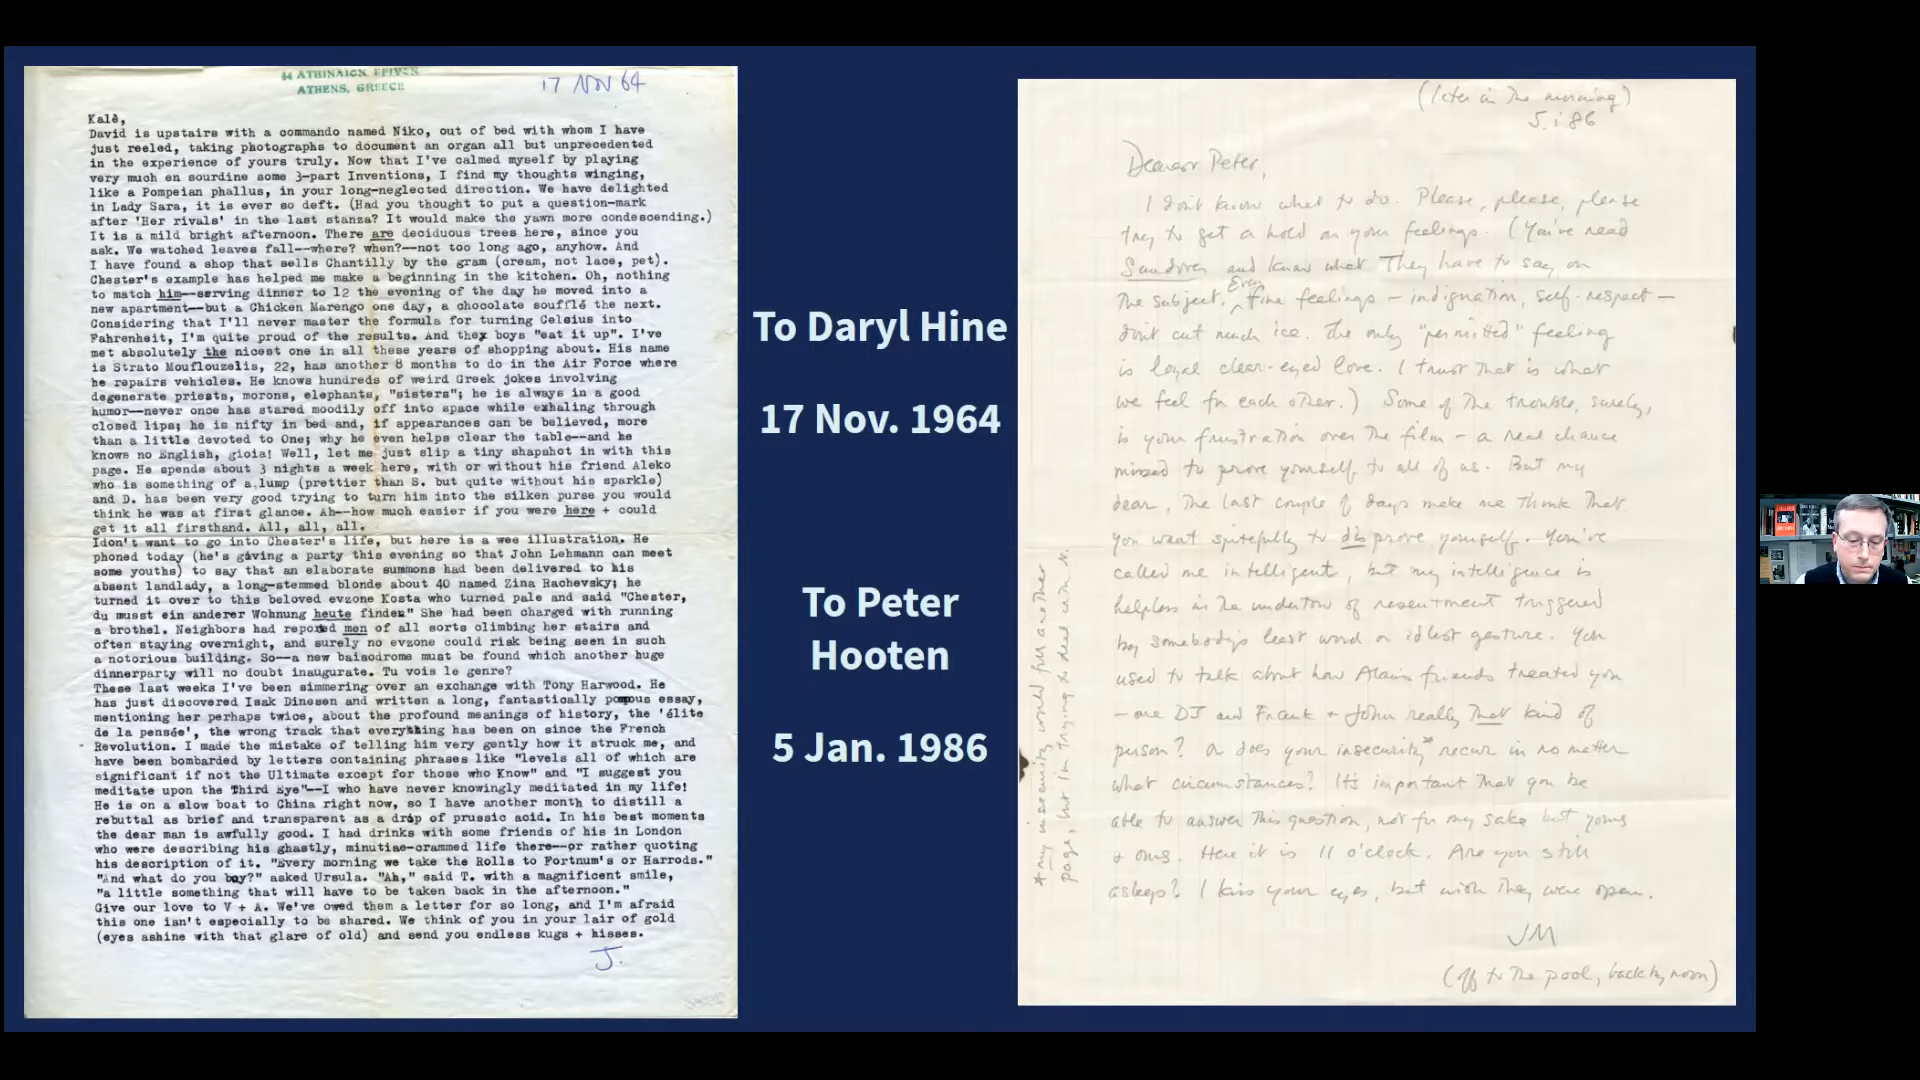 44 ATHINAION EFIVON
ATHENS, GREECE
17 NOV 64
Kalè,
David is upstairs with a commando named Niko, out of bed with whom I have
just reeled, taking photographs to document an organ all but unprecedented
in the experience of yours truly. Now that I've calmed myself by playing
very much en sourdine some 3-part Inventions, I find my thoughts winging,
like a Pompeian phallus, in your long-neglected direction. We have delighted
in Lady Sara, it is ever so deft. (Had you thought to put a question-mark
after 'Her rivals' in the last stanza? It would make the yawn more condescending.)
It is a mild bright afternoon. There are deciduous trees here, since you
ask. We watched leaves fall--where? when?--not too long ago, anyhow. And
I have found a shop that sells Chantilly by the gram (cream, not lace, pet).
Chester's example has helped me make a beginning in the kitchen. Oh, nothing
to match him--serving dinner to 12 the evening of the day he moved into a
new apartment--but a Chicken Marengo one day, a chocolate soufflé the next.
Considering that I'll never master the formula for turning Celsius into
Fahrenheit, I'm quite proud of the results. And thex boys "eat it up". I've
met absolutely the nicest one in all these years of shopping about. His name
is Strato Mouflouzelis, 22, has another 8 months to do in the Air Force where
he repairs vehicles. He knows hundreds of weird Greek jokes involving
degenerate priests, morons, elephants, "sisters"; he is always in a good
humor--never once has stared moodily off into space while exhaling through
closed lips; he is nifty in bed and, if appearances can be believed, more
than a little devoted to One; why he even helps clear the table--and he
knows no English, gioia! Well, let me just slip a tiny shapshot in with this
page. He spends about 3 nights a week here, with or without his friend Aleko
who is something of a lump (prettier than S. but quite without his sparkle)
and D. has been very good trying to turn him into the silken purse you would
think he was at first glance. Ah--how much easier if you were here + could
get it all firsthand. All, all, all.
Idon't want to go into Chester's life, but here is a wee illustration. He
phoned today (he's giving a party this evening so that John Lehmann can meet
some youths) to say that an elaborate summons had been delivered to his
absent landlady, a long-stemmed blonde about 40 named Zina Rachevsky; he
turned it over to this beloved evzone Kosta who turned pale and said "Chester,
du musst ein anderer Wohnung heute finden" She had been charged with running
a brothel. Neighbors had reported men of all sorts climbing her stairs and
often staying overnight, and surely no evzone could risk being seen in such
a notorious building. So--a new baisodrome must be found which another huge
dinnerparty will no doubt inaugurate. Tu vois le genre?
These last weeks I've been simmering over an exchange with Tony Harwood. He
has just discovered Isak Dinesen and written a long, fantastically pompous essay,
mentioning her perhaps twice, about the profound meanings of history, the 'élite
de la pensée', the wrong track that everything has been on since the French
Revolution. I made the mistake of telling him very gently how it struck me, and
have been bombarded by letters containing phrases like "levels all of which are
significant if not the Ultimate except for those who Know" and "I suggest you
meditate upon the Third Eye"--I who have never knowingly meditated in my life!
He is on a slow boat to China right now, so I have another month to distill a
rebuttal as brief and transparent as a drop of prussic acid. In his best moments
the dear man is awfully good. I had drinks with some friends of his in London
who were describing his ghastly, minutiae-crammed life there--or rather quoting
his description of it. "Every morning we take the Rolls to Fortnum's or Harrods."
"And what do you buy?" asked Ursula. "Ah," said T. with a magnificent smile,
"a little something that will have to be taken back in the afternoon."
Give our love to V + A. We've owed them a letter for so long, and I'm afraid
this one isn't especially to be shared. We think of you in your lair of gold
(eyes ashine with that glare of old) and send you endless kugs + hisses.
J.
To Daryl Hine
17 Nov. 1964
To Peter
Hooten
5 Jan. 1986
(later in the morning)
5.i.86
Dearest Peter,
I don't know what to do. Please, please, please
try to get a hold on your feelings. (You've read
Sandover and know what They have to say on
the subject. Even fine feelings – indignation, self-respect –
don't cut much ice. The only "permitted" feeling
is loyal clear-eyed love. I trust that is what
we feel for each other.) Some of the trouble, surely,
is your frustration over the film – a real chance
missed to prove yourself to all of us. But my
dear, the last couple of days make me think that
you want spitefully to disprove yourself. You've
called me intelligent, but my intelligence is
helpless in the undertow of resentment triggered
by somebody's least word or idlest gesture. You
used to talk about how Alain's friends treated you
– are DJ and Frank + John really that kind of
person? Or does your insecurity* recur in no matter
what circumstances? It's important that you be
able to answer this question, not for my sake but yours
+ ours. Here it is 11 o'clock. Are you still
asleep? I kiss your eyes, but wish they were open.
JM
(off to the pool, back by noon)
* my insecurity would fill another
page, but I'm trying to deal with it.